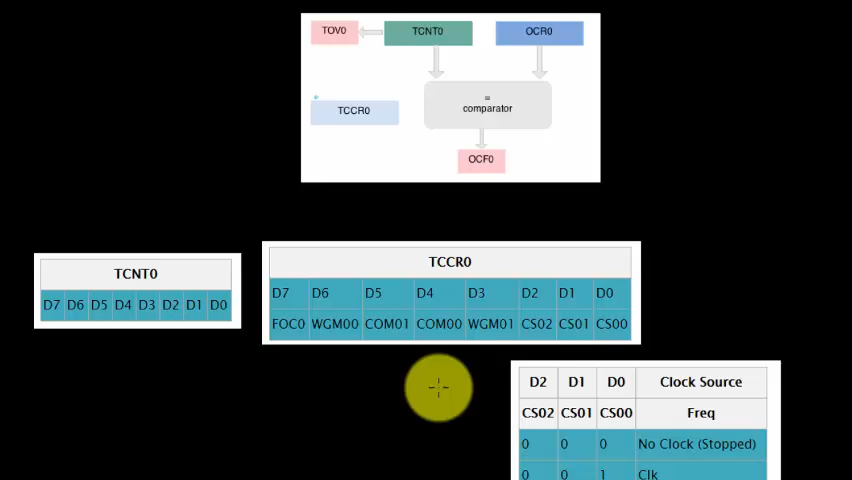 TOV0 TCNT0 OCR0
TCCR0
=
comparator
OCF0
TCNT0
D7 D6 D5 D4 D3 D2 D1 D0
TCCR0
D7 D6 D5 D4 D3 D2 D1 D0
FOC0 WGM00 COM01 COM00 WGM01 CS02 CS01 CS00
D2 D1 D0 Clock Source
CS02 CS01 CS00 Freq
0 0 0 No Clock (Stopped)
0 0 1 Clk